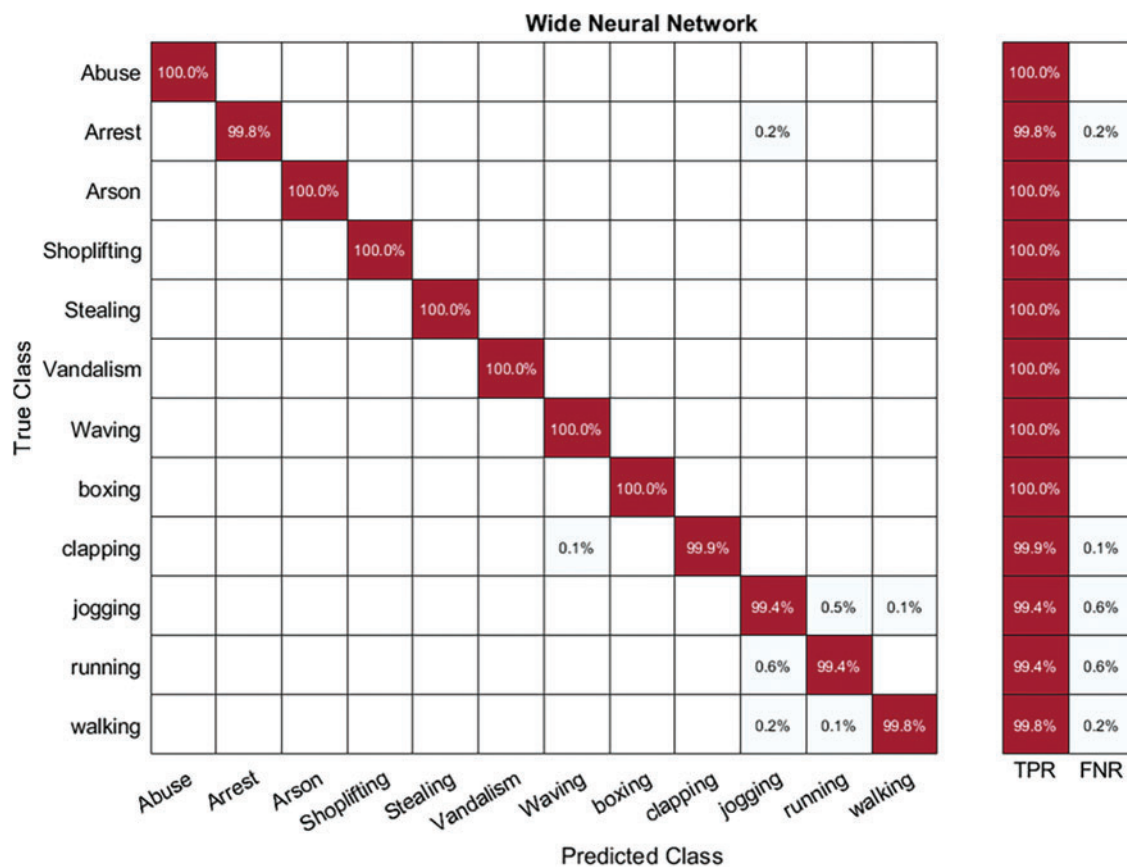 Wide Neural Network
Abuse 100.0% 100.0%
Arrest 99.8% 0.2% 99.8% 0.2%
Arson 100.0% 100.0%
Shoplifting 100.0% 100.0%
Stealing 100.0% 100.0%
Vandalism 100.0% 100.0%
Waving 100.0% 100.0%
boxing 100.0% 100.0%
clapping 0.1% 99.9% 99.9% 0.1%
jogging 99.4% 0.5% 0.1% 99.4% 0.6%
running 0.6% 99.4% 99.4% 0.6%
walking 0.2% 0.1% 99.8% 99.8% 0.2%
True Class
Abuse Arrest Arson Shoplifting Stealing Vandalism Waving boxing clapping jogging running walking TPR FNR
Predicted Class